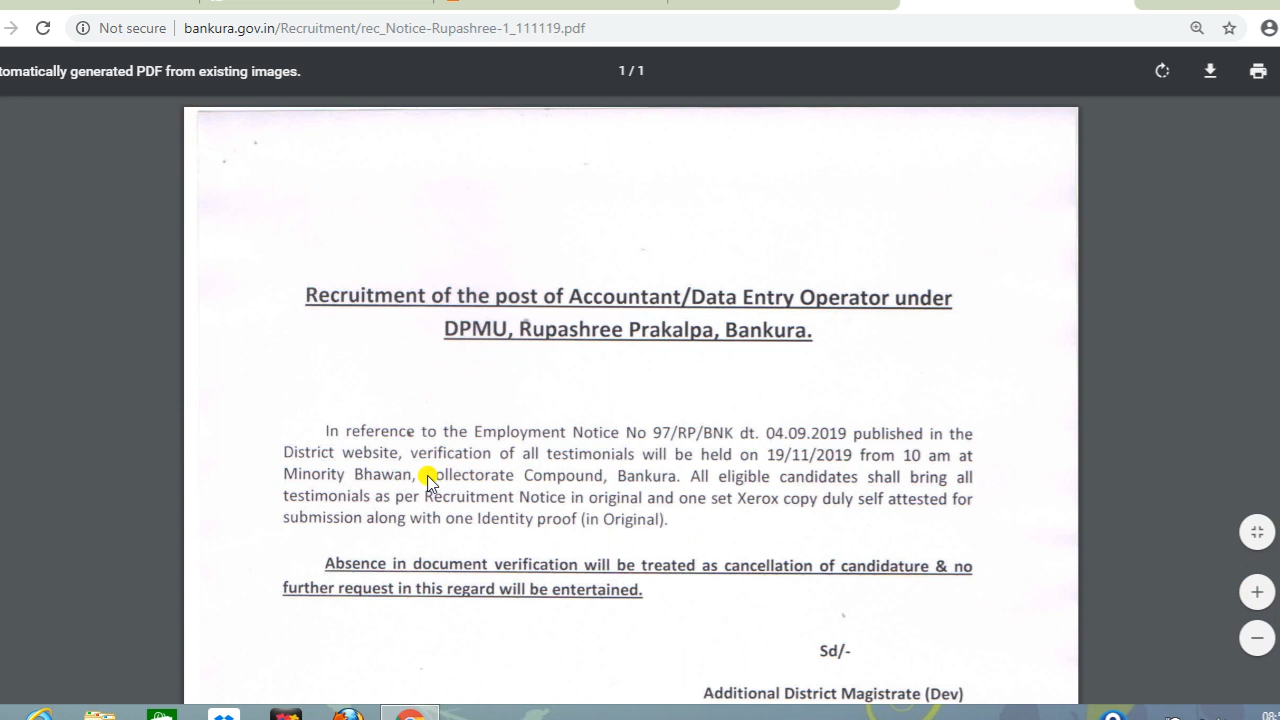 Not secure
bankura.gov.in/Recruitment/rec_Notice-Rupashree-1_111119.pdf
tomatically generated PDF from existing images.
1 / 1
Recruitment of the post of Accountant/Data Entry Operator under
DPMU, Rupashree Prakalpa, Bankura.
In reference to the Employment Notice No 97/RP/BNK dt. 04.09.2019 published in the
District website, verification of all testimonials will be held on 19/11/2019 from 10 am at
Minority Bhawan, Collectorate Compound, Bankura. All eligible candidates shall bring all
testimonials as per Recruitment Notice in original and one set Xerox copy duly self attested for
submission along with one Identity proof (in Original).
Absence in document verification will be treated as cancellation of candidature & no
further request in this regard will be entertained.
Sd/-
Additional District Magistrate (Dev)